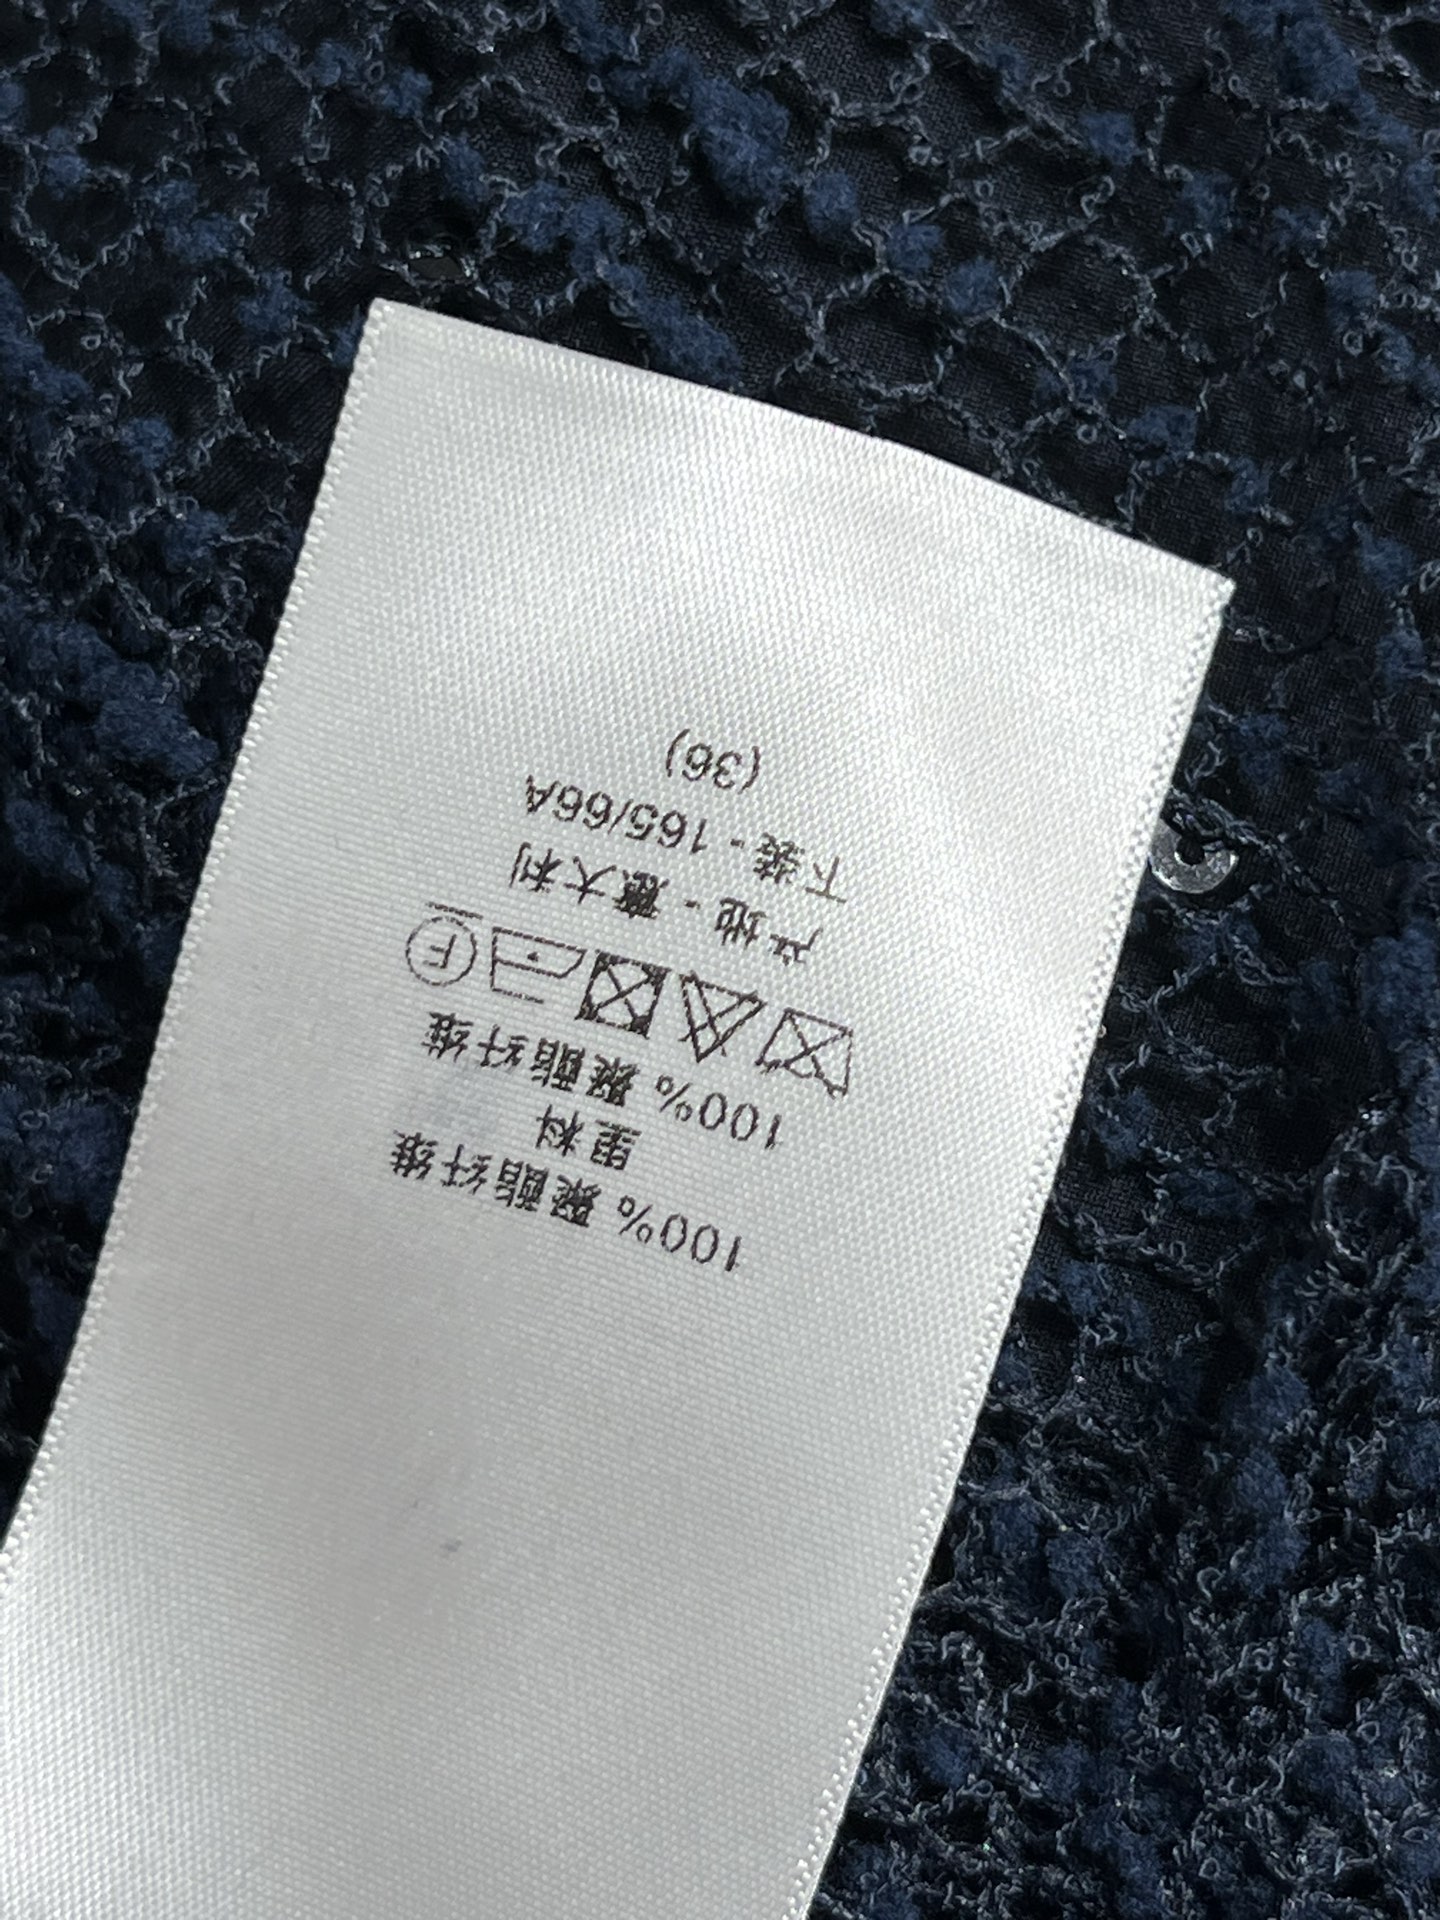 100% 聚酯纤维
里料
100% 聚酯纤维
F
产地 - 意大利
下装 - 165/66A
(36)